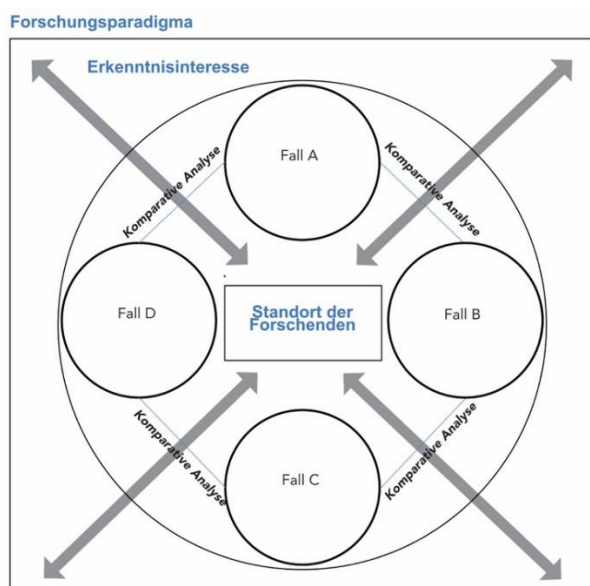 Forschungsparadigma
Erkenntnisinteresse
Fall A
Komparative Analyse
Komparative Analyse
Fall D
Standort der
Forschenden
Fall B
Komparative Analyse
Komparative Analyse
Fall C